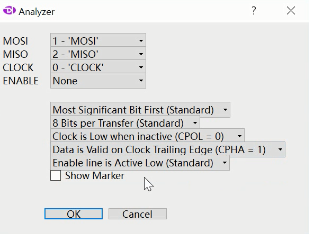 Analyzer
MOSI 1 - 'MOSI'
MISO 2 - 'MISO'
CLOCK 0 - 'CLOCK'
ENABLE None
Most Significant Bit First (Standard)
8 Bits per Transfer (Standard)
Clock is Low when inactive (CPOL = 0)
Data is Valid on Clock Trailing Edge (CPHA = 1)
Enable line is Active Low (Standard)
Show Marker
OK Cancel